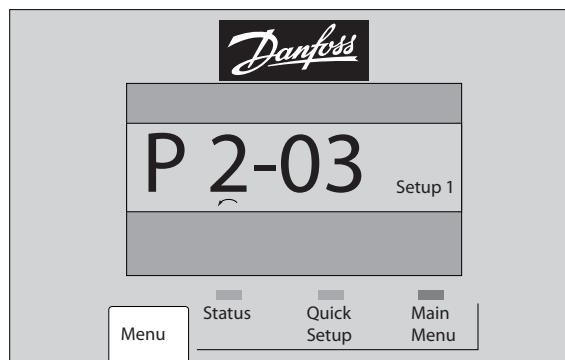 Danfoss
P 2-03
Setup 1
Status
Quick
Setup
Main
Menu
Menu